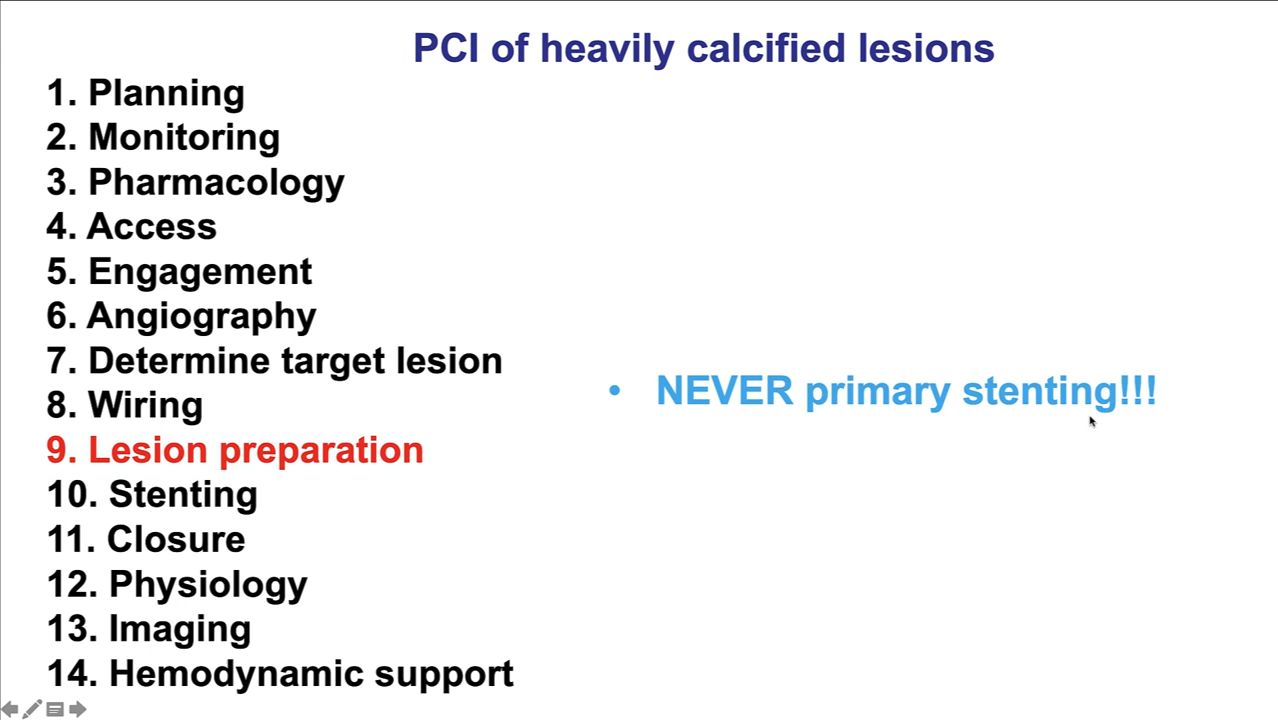 PCI of heavily calcified lesions
1. Planning
2. Monitoring
3. Pharmacology
4. Access
5. Engagement
6. Angiography
7. Determine target lesion
8. Wiring
9. Lesion preparation
10. Stenting
11. Closure
12. Physiology
13. Imaging
14. Hemodynamic support
• NEVER primary stenting!!!